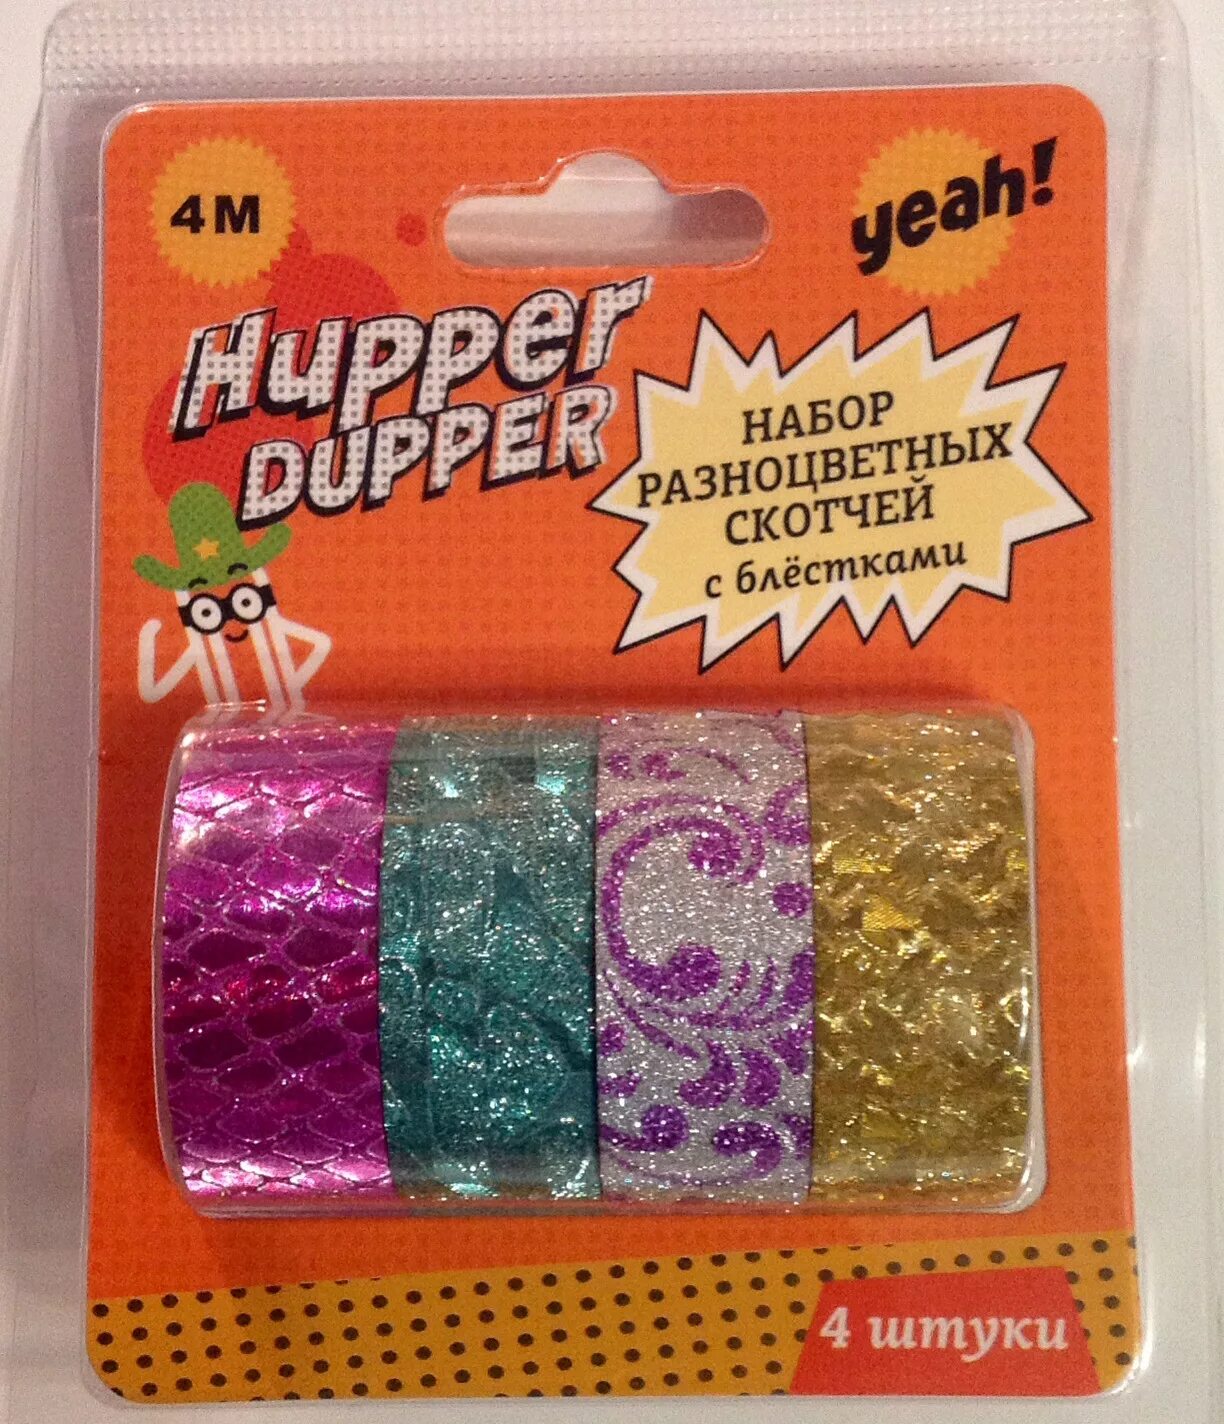 4М
yeah!
Hupper
DUPPER
НАБОР
РАЗНОЦВЕТНЫХ
СКОТЧЕЙ
с блёстками
4 штуки